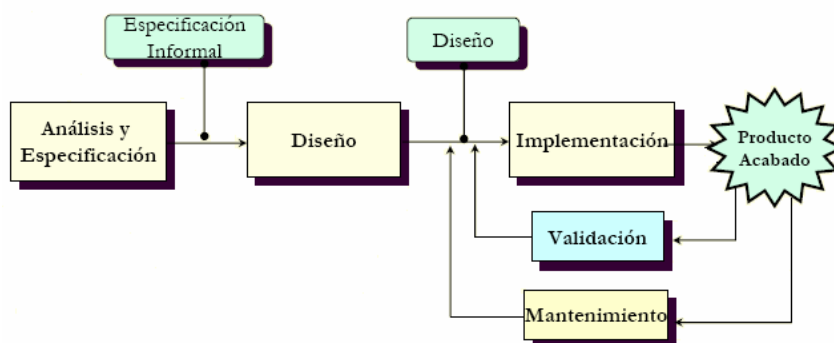 Especificación
Informal
Diseño
Análisis y
Especificación
Diseño
Implementación
Producto
Acabado
Validación
Mantenimiento